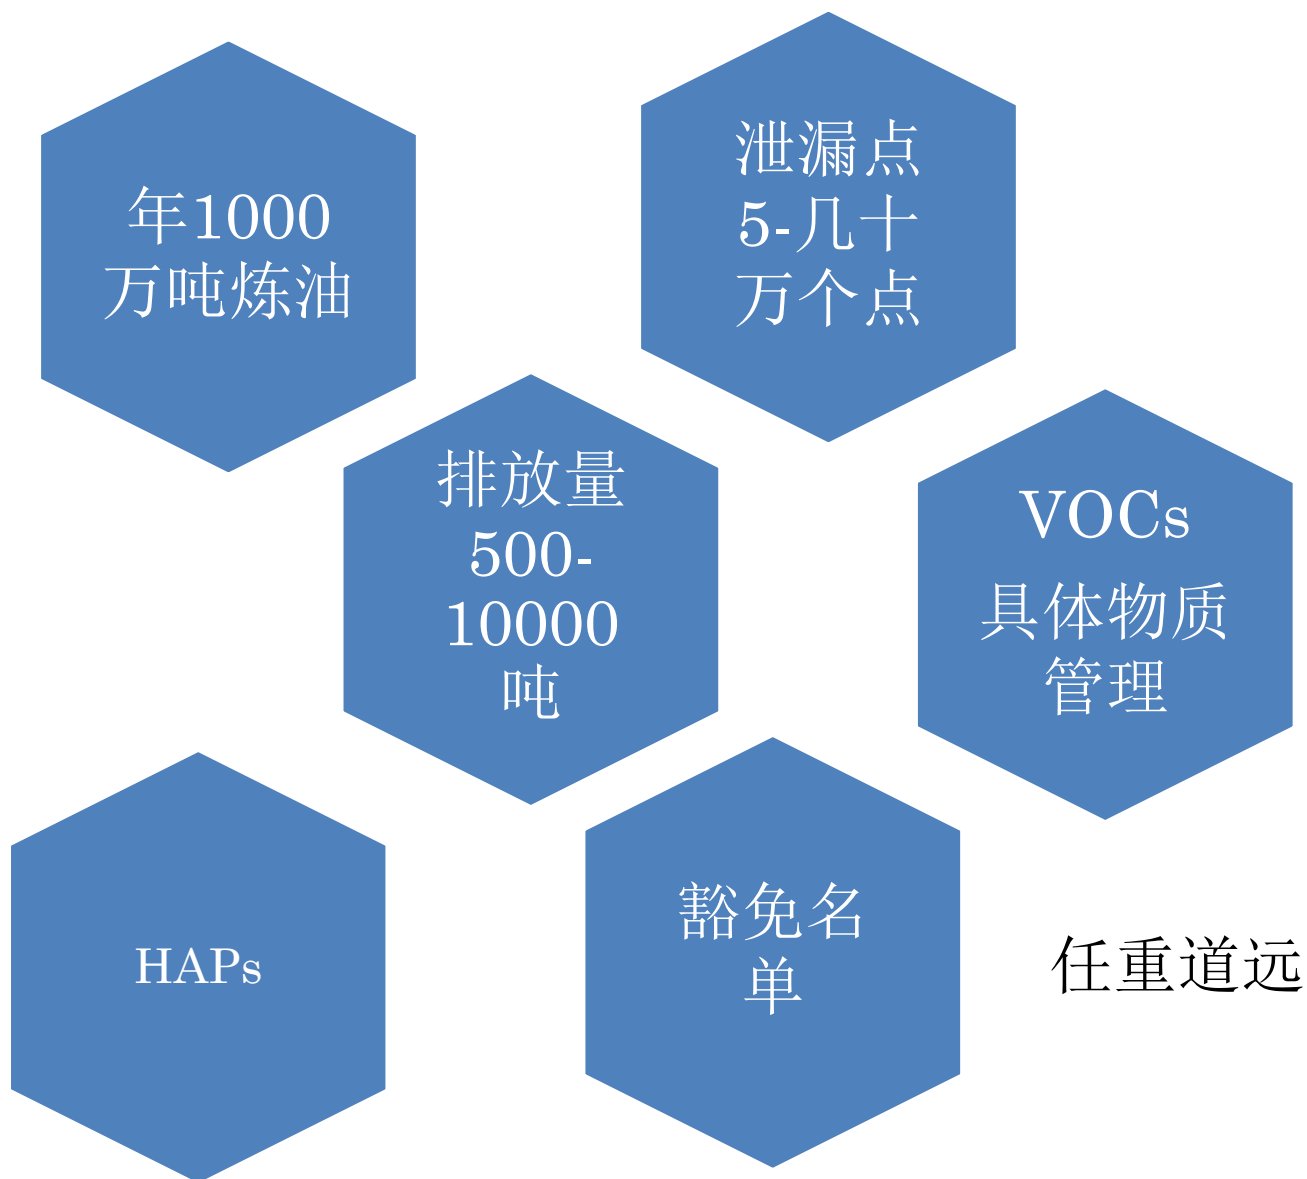 年1000
万吨炼油
泄漏点
5-几十
万个点
排放量
500-
10000
吨
VOCs
具体物质
管理
HAPs
豁免名
单
任重道远